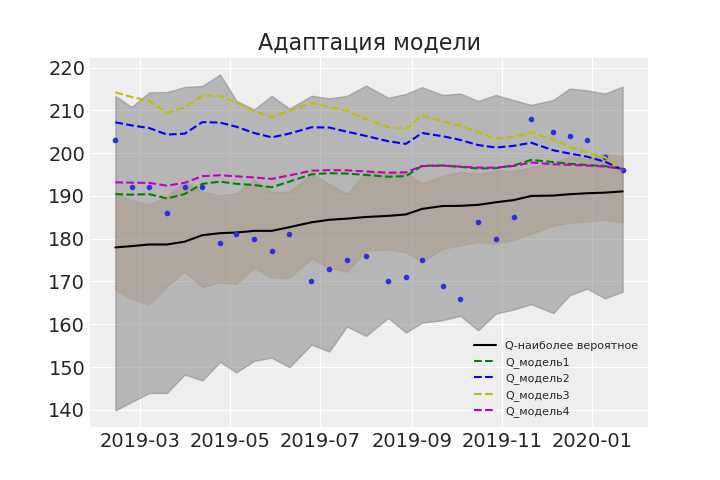 Адаптация модели
220
210
200
190
180
170
160
150
140
Q-наиболее вероятное
Q_модель1
Q_модель2
Q_модель3
Q_модель4
2019-03 2019-05 2019-07 2019-09 2019-11 2020-01